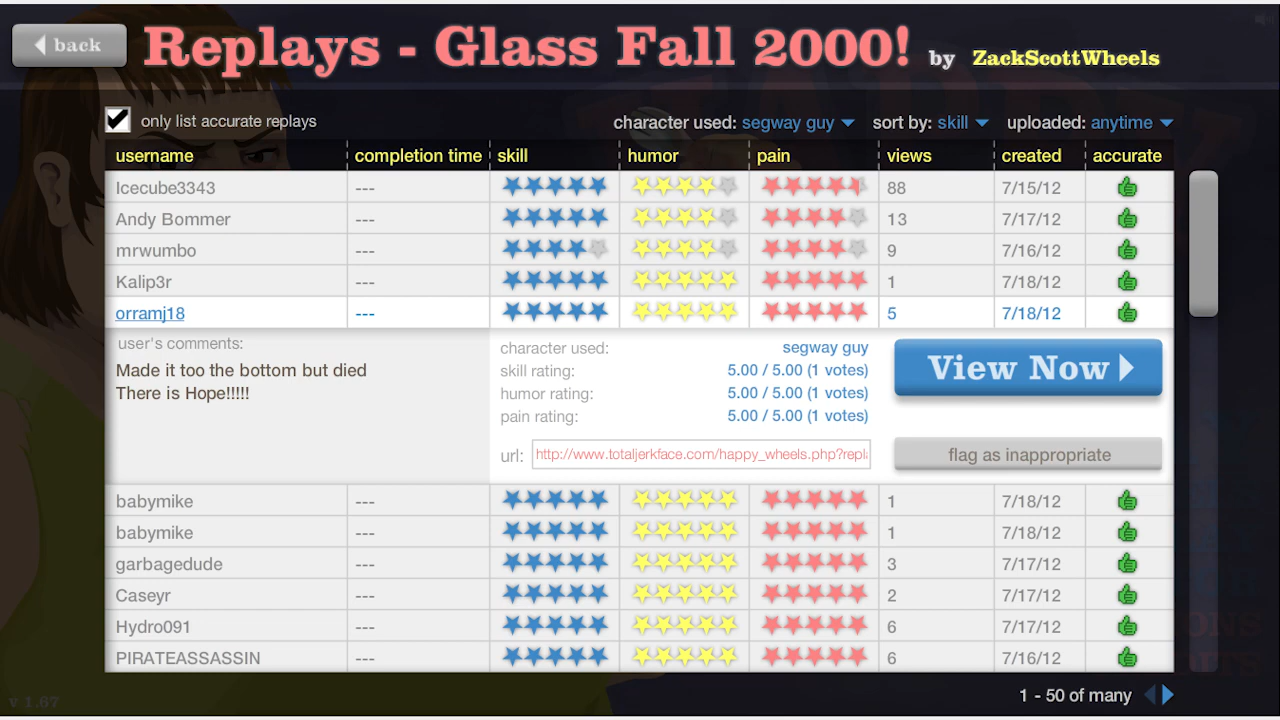 back Replays - Glass Fall 2000! by ZackScottWheels
only list accurate replays character used: segway guy sort by: skill uploaded: anytime
username completion time skill humor pain views created accurate
Icecube3343 --- 88 7/15/12
Andy Bommer --- 13 7/17/12
mrwumbo --- 9 7/16/12
Kalip3r --- 1 7/18/12
orramj18 --- 5 7/18/12
user's comments:
Made it too the bottom but died
There is Hope!!!!!
character used: segway guy
skill rating: 5.00 / 5.00 (1 votes)
humor rating: 5.00 / 5.00 (1 votes)
pain rating: 5.00 / 5.00 (1 votes)
url: http://www.totaljerkface.com/happy_wheels.php?repl
View Now
flag as inappropriate
babymike --- 1 7/18/12
babymike --- 1 7/18/12
garbagedude --- 3 7/17/12
Caseyr --- 2 7/17/12
Hydro091 --- 6 7/17/12
PIRATEASSASSIN --- 6 7/16/12
1 - 50 of many
v 1.67